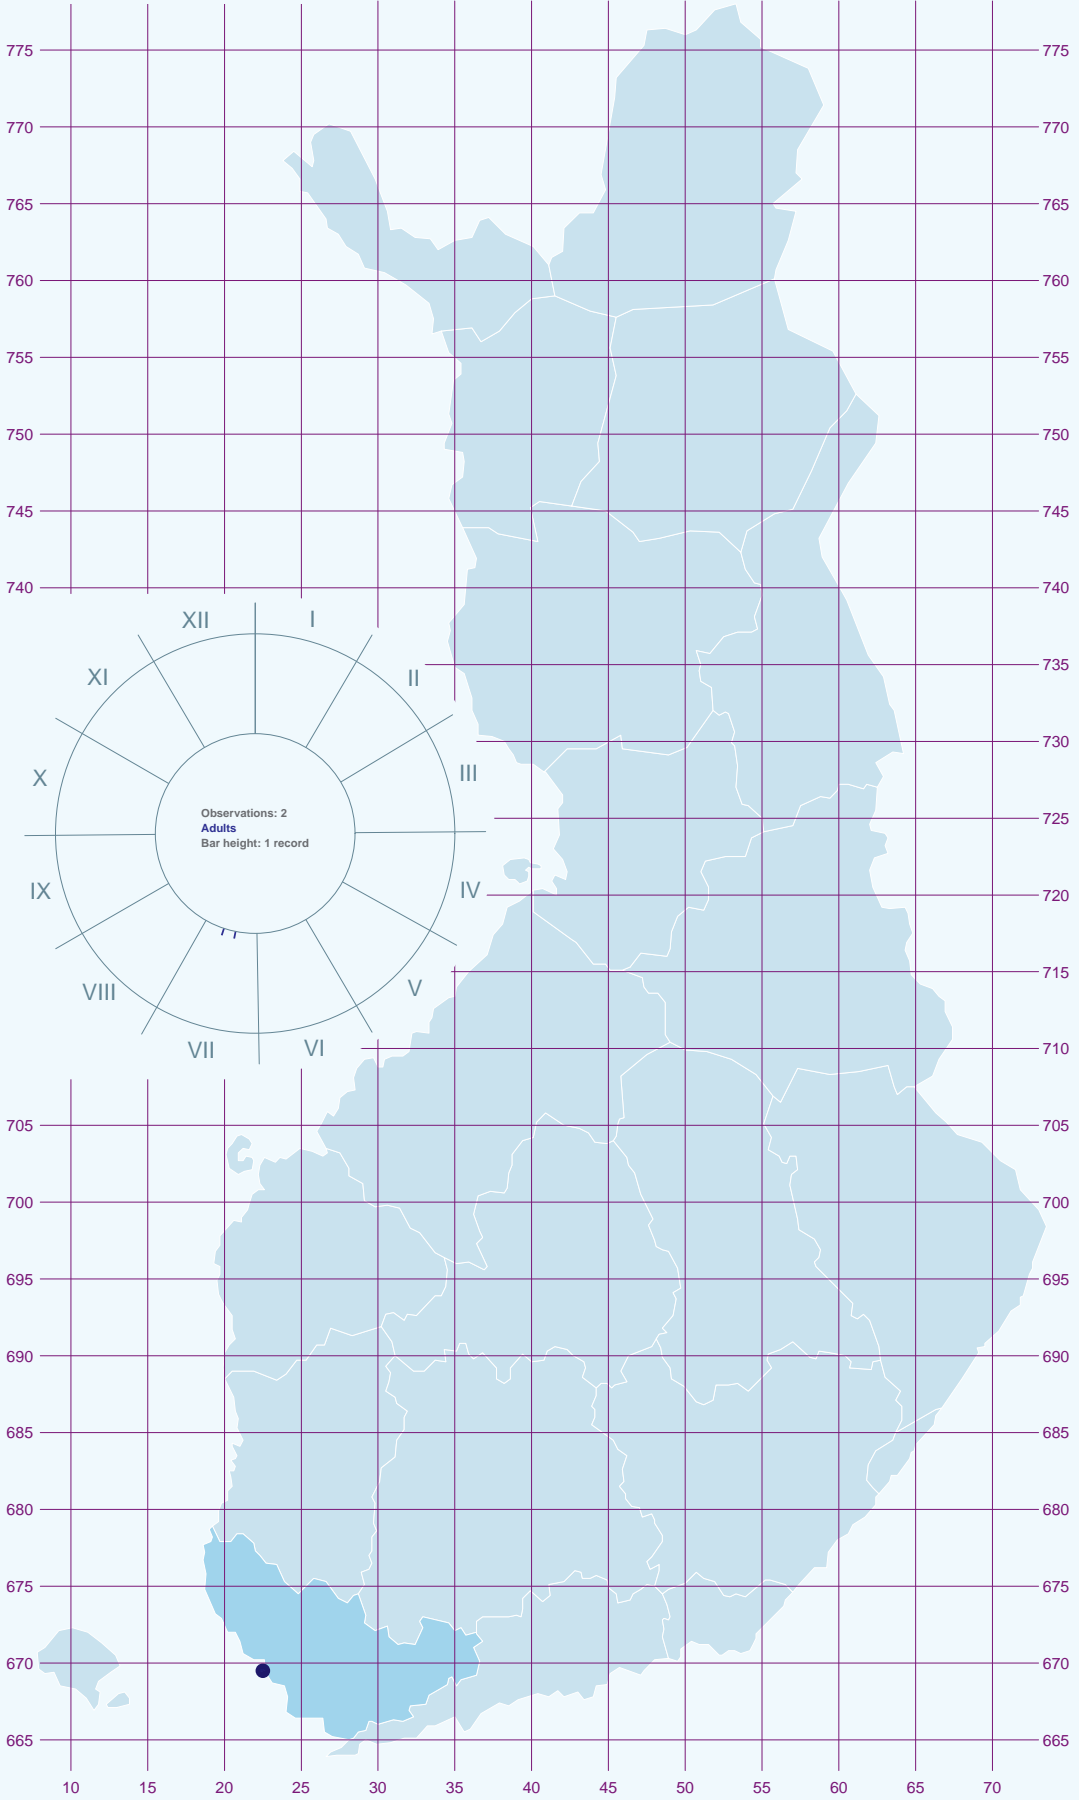 775 775
770 770
765 765
760 760
755 755
750 750
745 745
740 740
XII I
XI II
735
X III
730
Observations: 2
Adults
Bar height: 1 record
725
IX IV
720
VIII V
715
VII VI
710
705 705
700 700
695 695
690 690
685 685
680 680
675 675
670 670
665 665
10 15 20 25 30 35 40 45 50 55 60 65 70